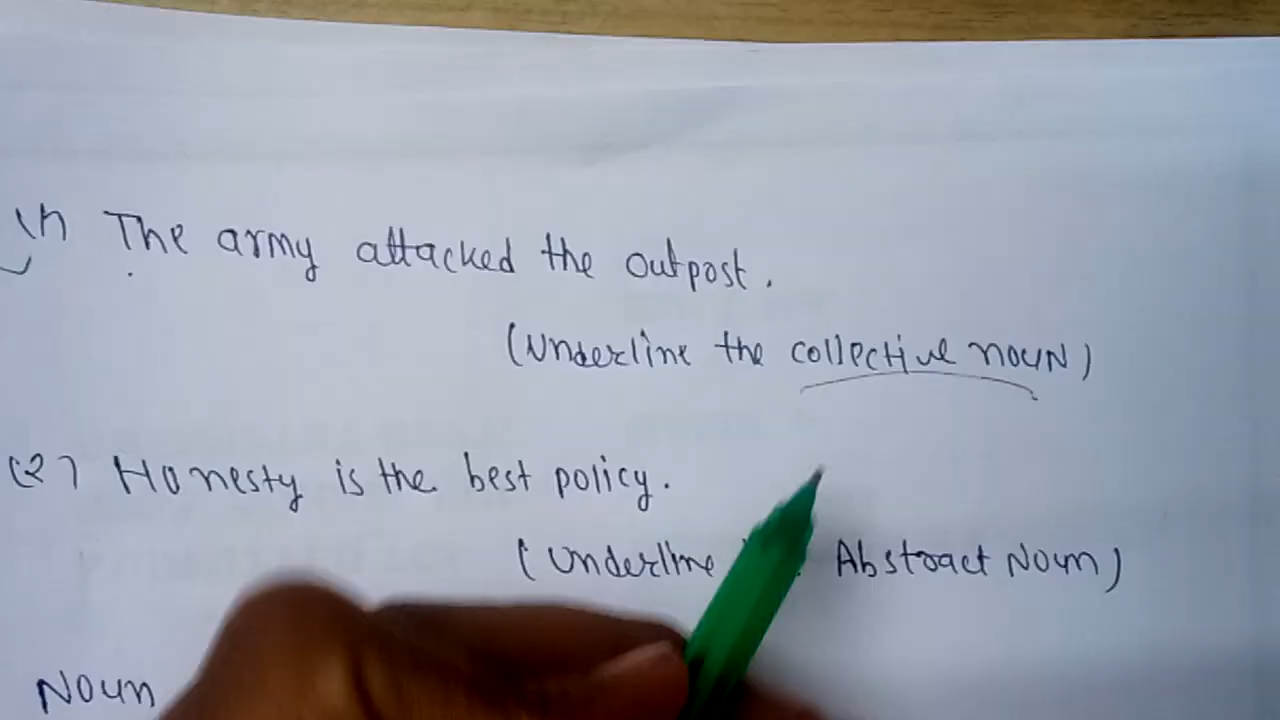 (1) The army attacked the outpost.
(Underline the collective noun)
(2) Honesty is the best policy.
(Underline Abstract Noun)
Noun